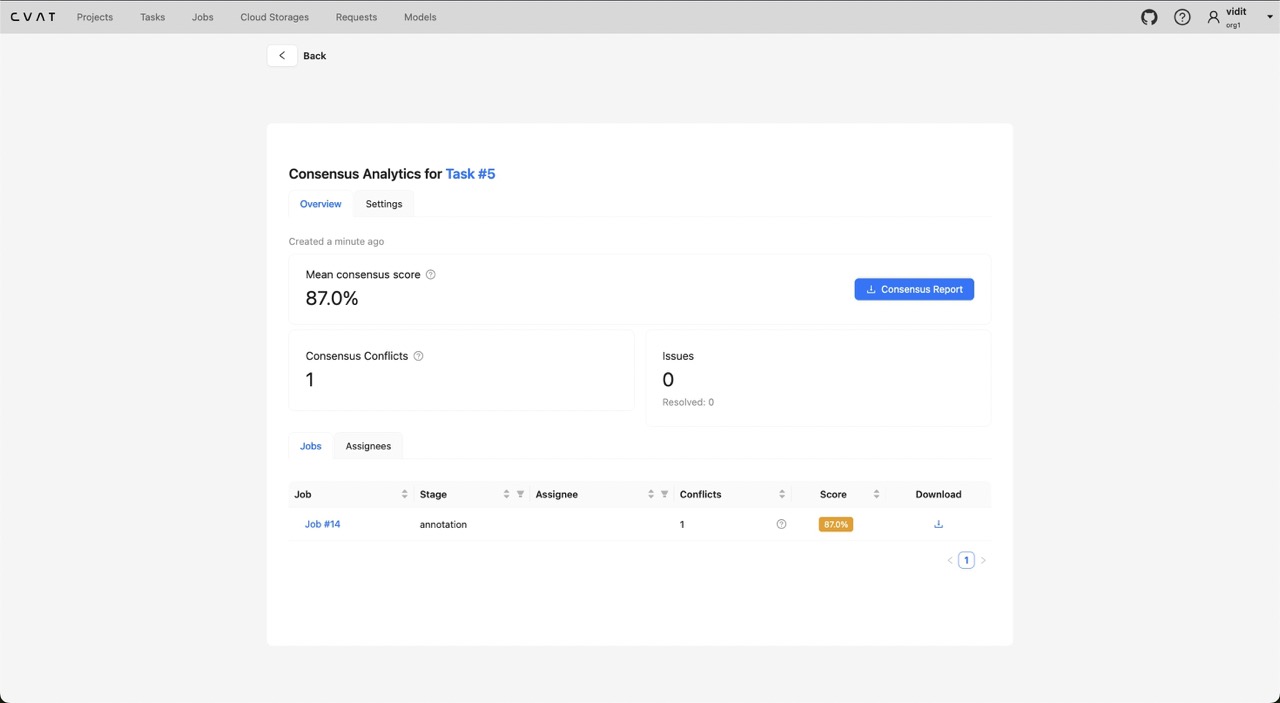 CVAT Projects Tasks Jobs Cloud Storages Requests Models vidit
org1
Back
Consensus Analytics for Task #5
Overview Settings
Created a minute ago
Mean consensus score
87.0%
Consensus Report
Consensus Conflicts
1
Issues
0
Resolved: 0
Jobs Assignees
Job Stage Assignee Conflicts Score Download
Job #14 annotation 1 87.0%
1